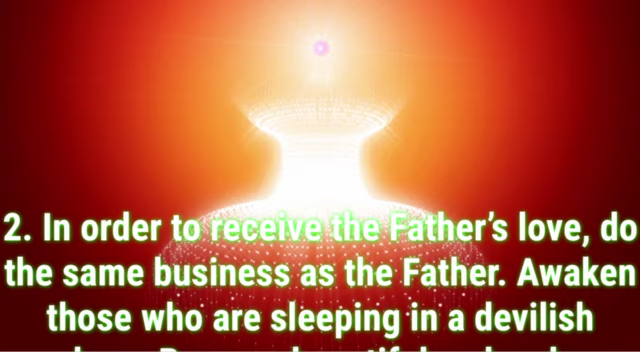 2. In order to receive the Father's love, do
the same business as the Father. Awaken
those who are sleeping in a devilish